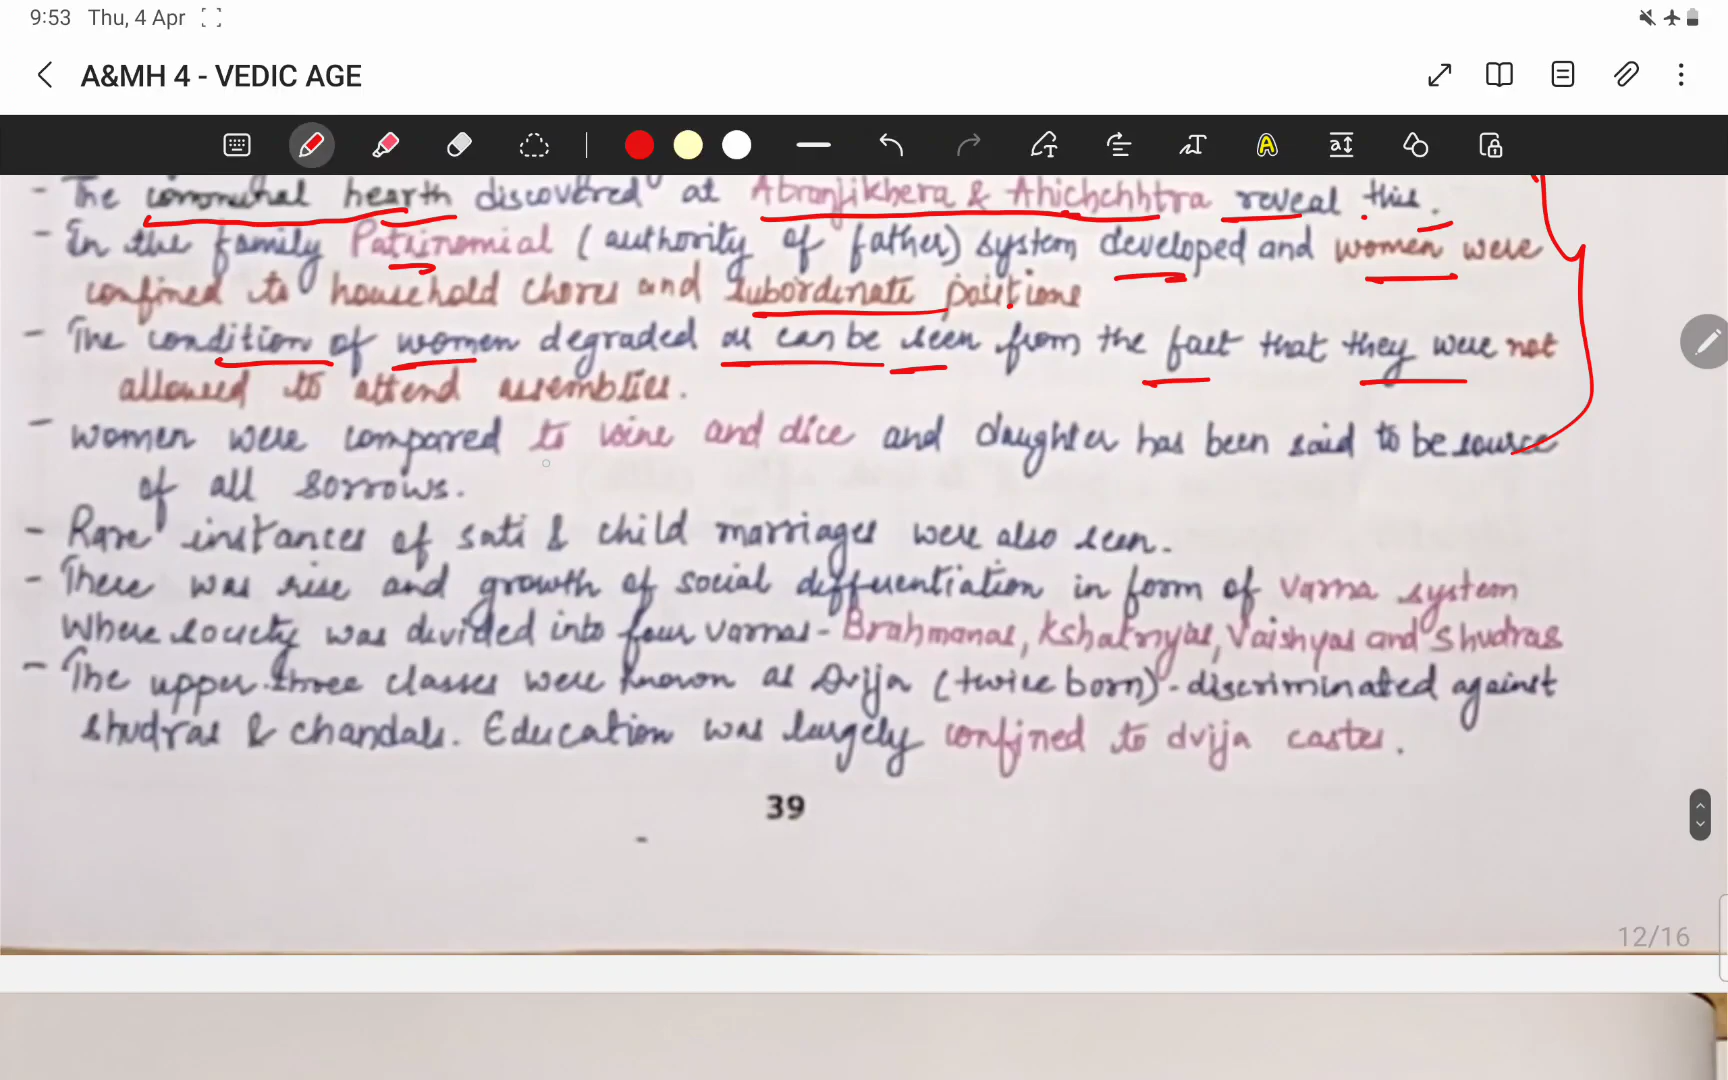 9:53 Thu, 4 Apr
A&MH 4 - VEDIC AGE
- The communal hearth discovered at Atranjikhera & Ahichchhtra reveal this.
- In the family Patrinomial (authority of father) system developed and women were
confined to household chores and subordinate positions
- The condition of women degraded as can be seen from the fact that they were not
allowed to attend assemblies.
- women were compared to wine and dice and daughter has been said to be source
of all sorrows.
- Rare instances of sati & child marriages were also seen.
- There was rise and growth of social differentiation in form of varna system
Where society was divided into four varnas - Brahmanas, Kshatriyas, Vaishyas and Shudras
- The upper three classes were known as Dvija (twice born) - discriminated against
shudras & chandals. Education was largely confined to dvija castes.
39
12/16